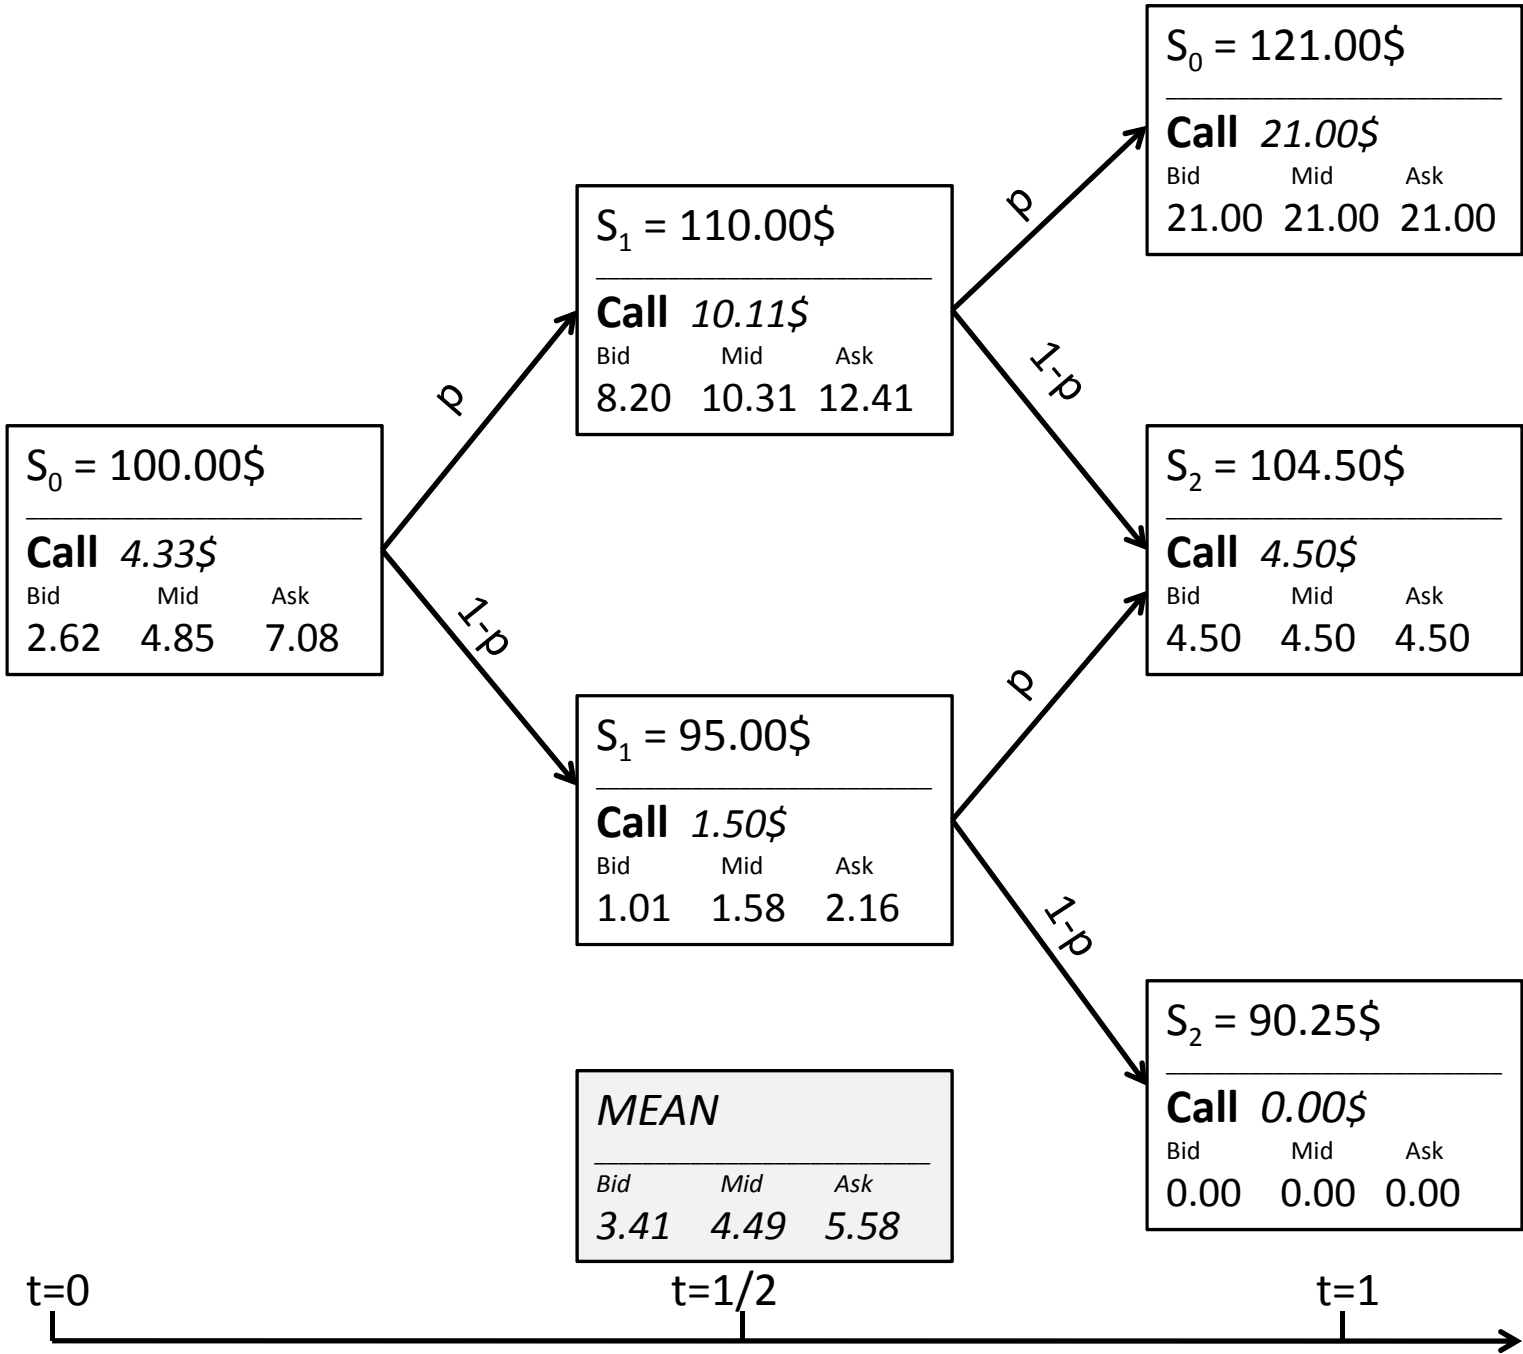 S₀ = 121.00$
Call 21.00$
Bid Mid Ask
21.00 21.00 21.00
p
S₁ = 110.00$
Call 10.11$
Bid Mid Ask
8.20 10.31 12.41
p
1-p
S₀ = 100.00$
Call 4.33$
Bid Mid Ask
2.62 4.85 7.08
1-p
S₂ = 104.50$
Call 4.50$
Bid Mid Ask
4.50 4.50 4.50
p
S₁ = 95.00$
Call 1.50$
Bid Mid Ask
1.01 1.58 2.16
1-p
S₂ = 90.25$
Call 0.00$
Bid Mid Ask
0.00 0.00 0.00
MEAN
Bid Mid Ask
3.41 4.49 5.58
t=0 t=1/2 t=1